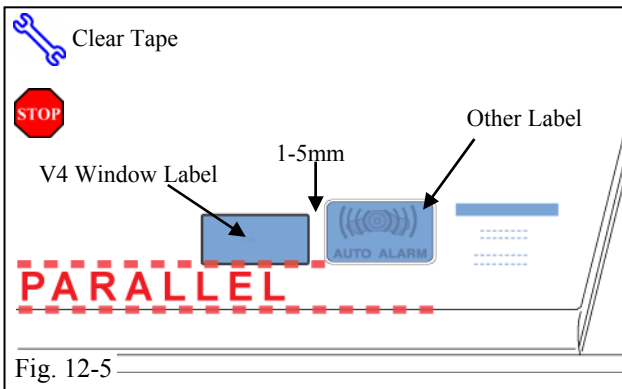 Clear Tape
STOP
Other Label
1-5mm
V4 Window Label
AUTO ALARM
PARALLEL
Fig. 12-5